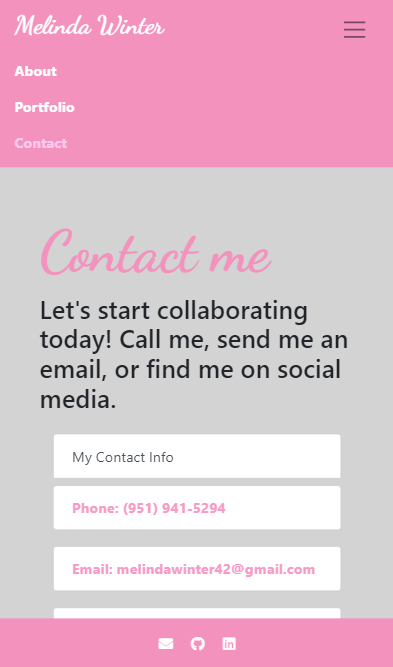 Melinda Winter
About
Portfolio
Contact
Contact me
Let's start collaborating
today! Call me, send me an
email, or find me on social
media.
My Contact Info
Phone: (951) 941-5294
Email: melindawinter42@gmail.com